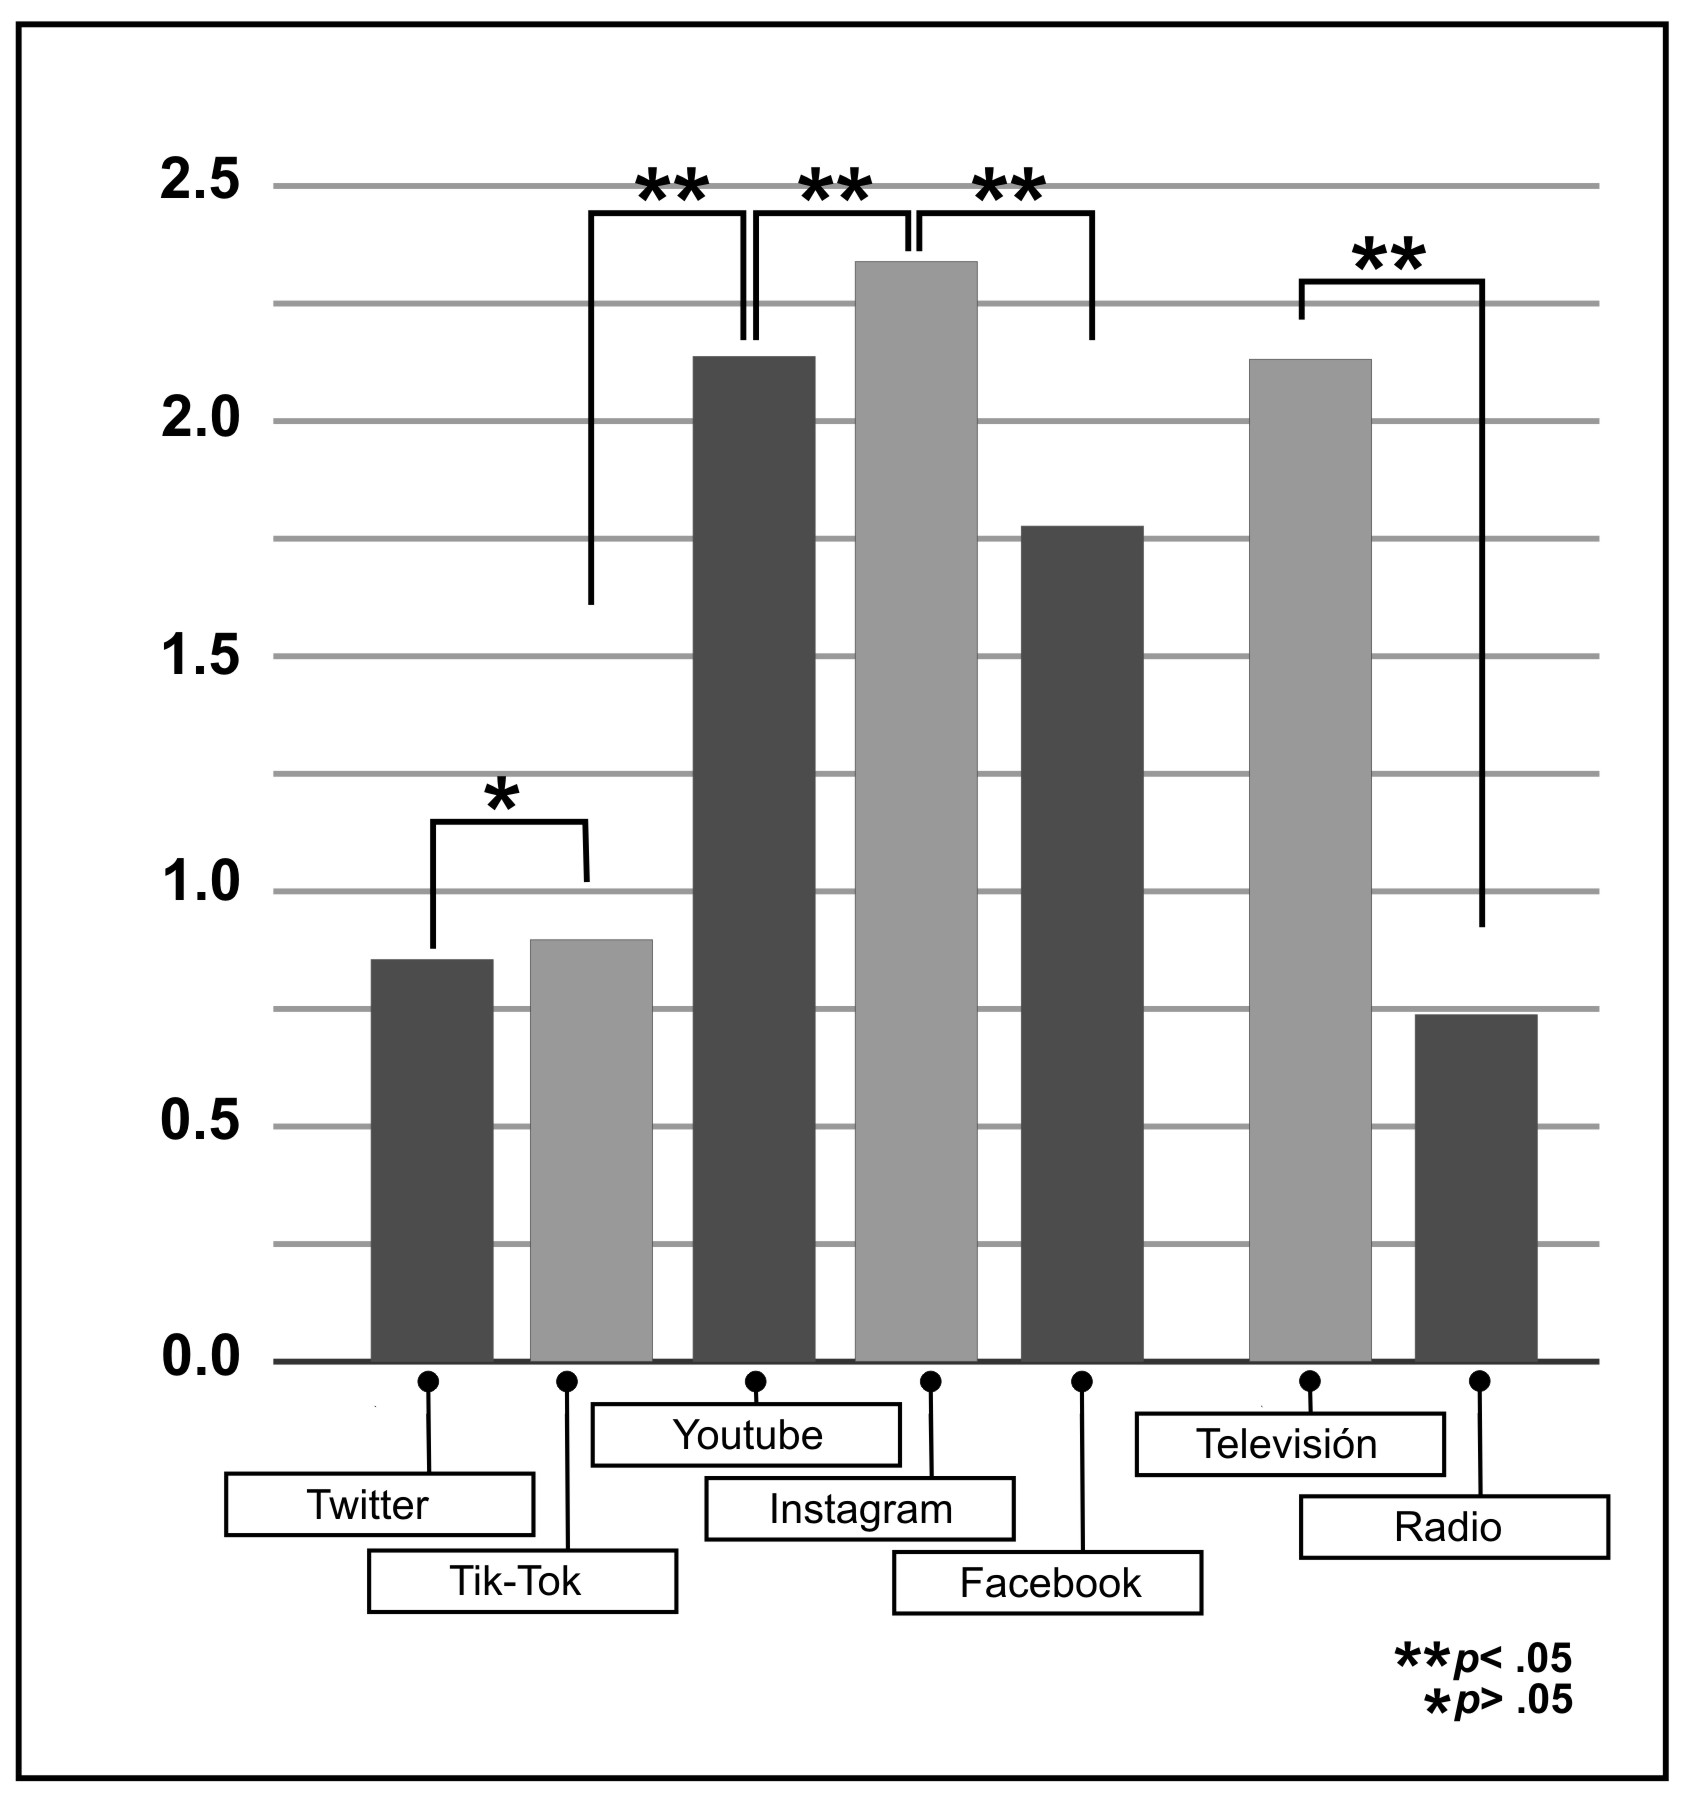 2.5
** ** **
**
2.0
1.5
*
1.0
0.5
0.0
Youtube
Televisión
Twitter
Instagram
Radio
Tik-Tok
Facebook
**p< .05
*p> .05